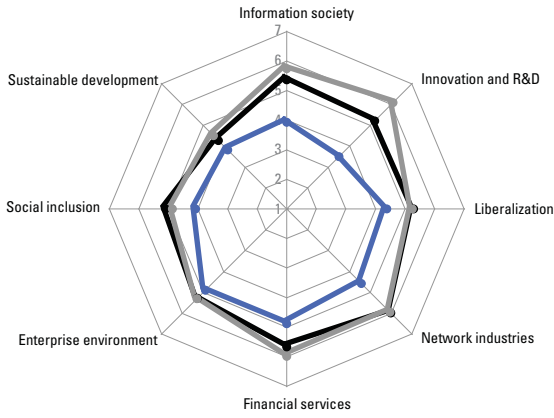 Information society
7
6
5
4
3
2
1
Sustainable development
Innovation and R&D
Social inclusion
Liberalization
Enterprise environment
Network industries
Financial services